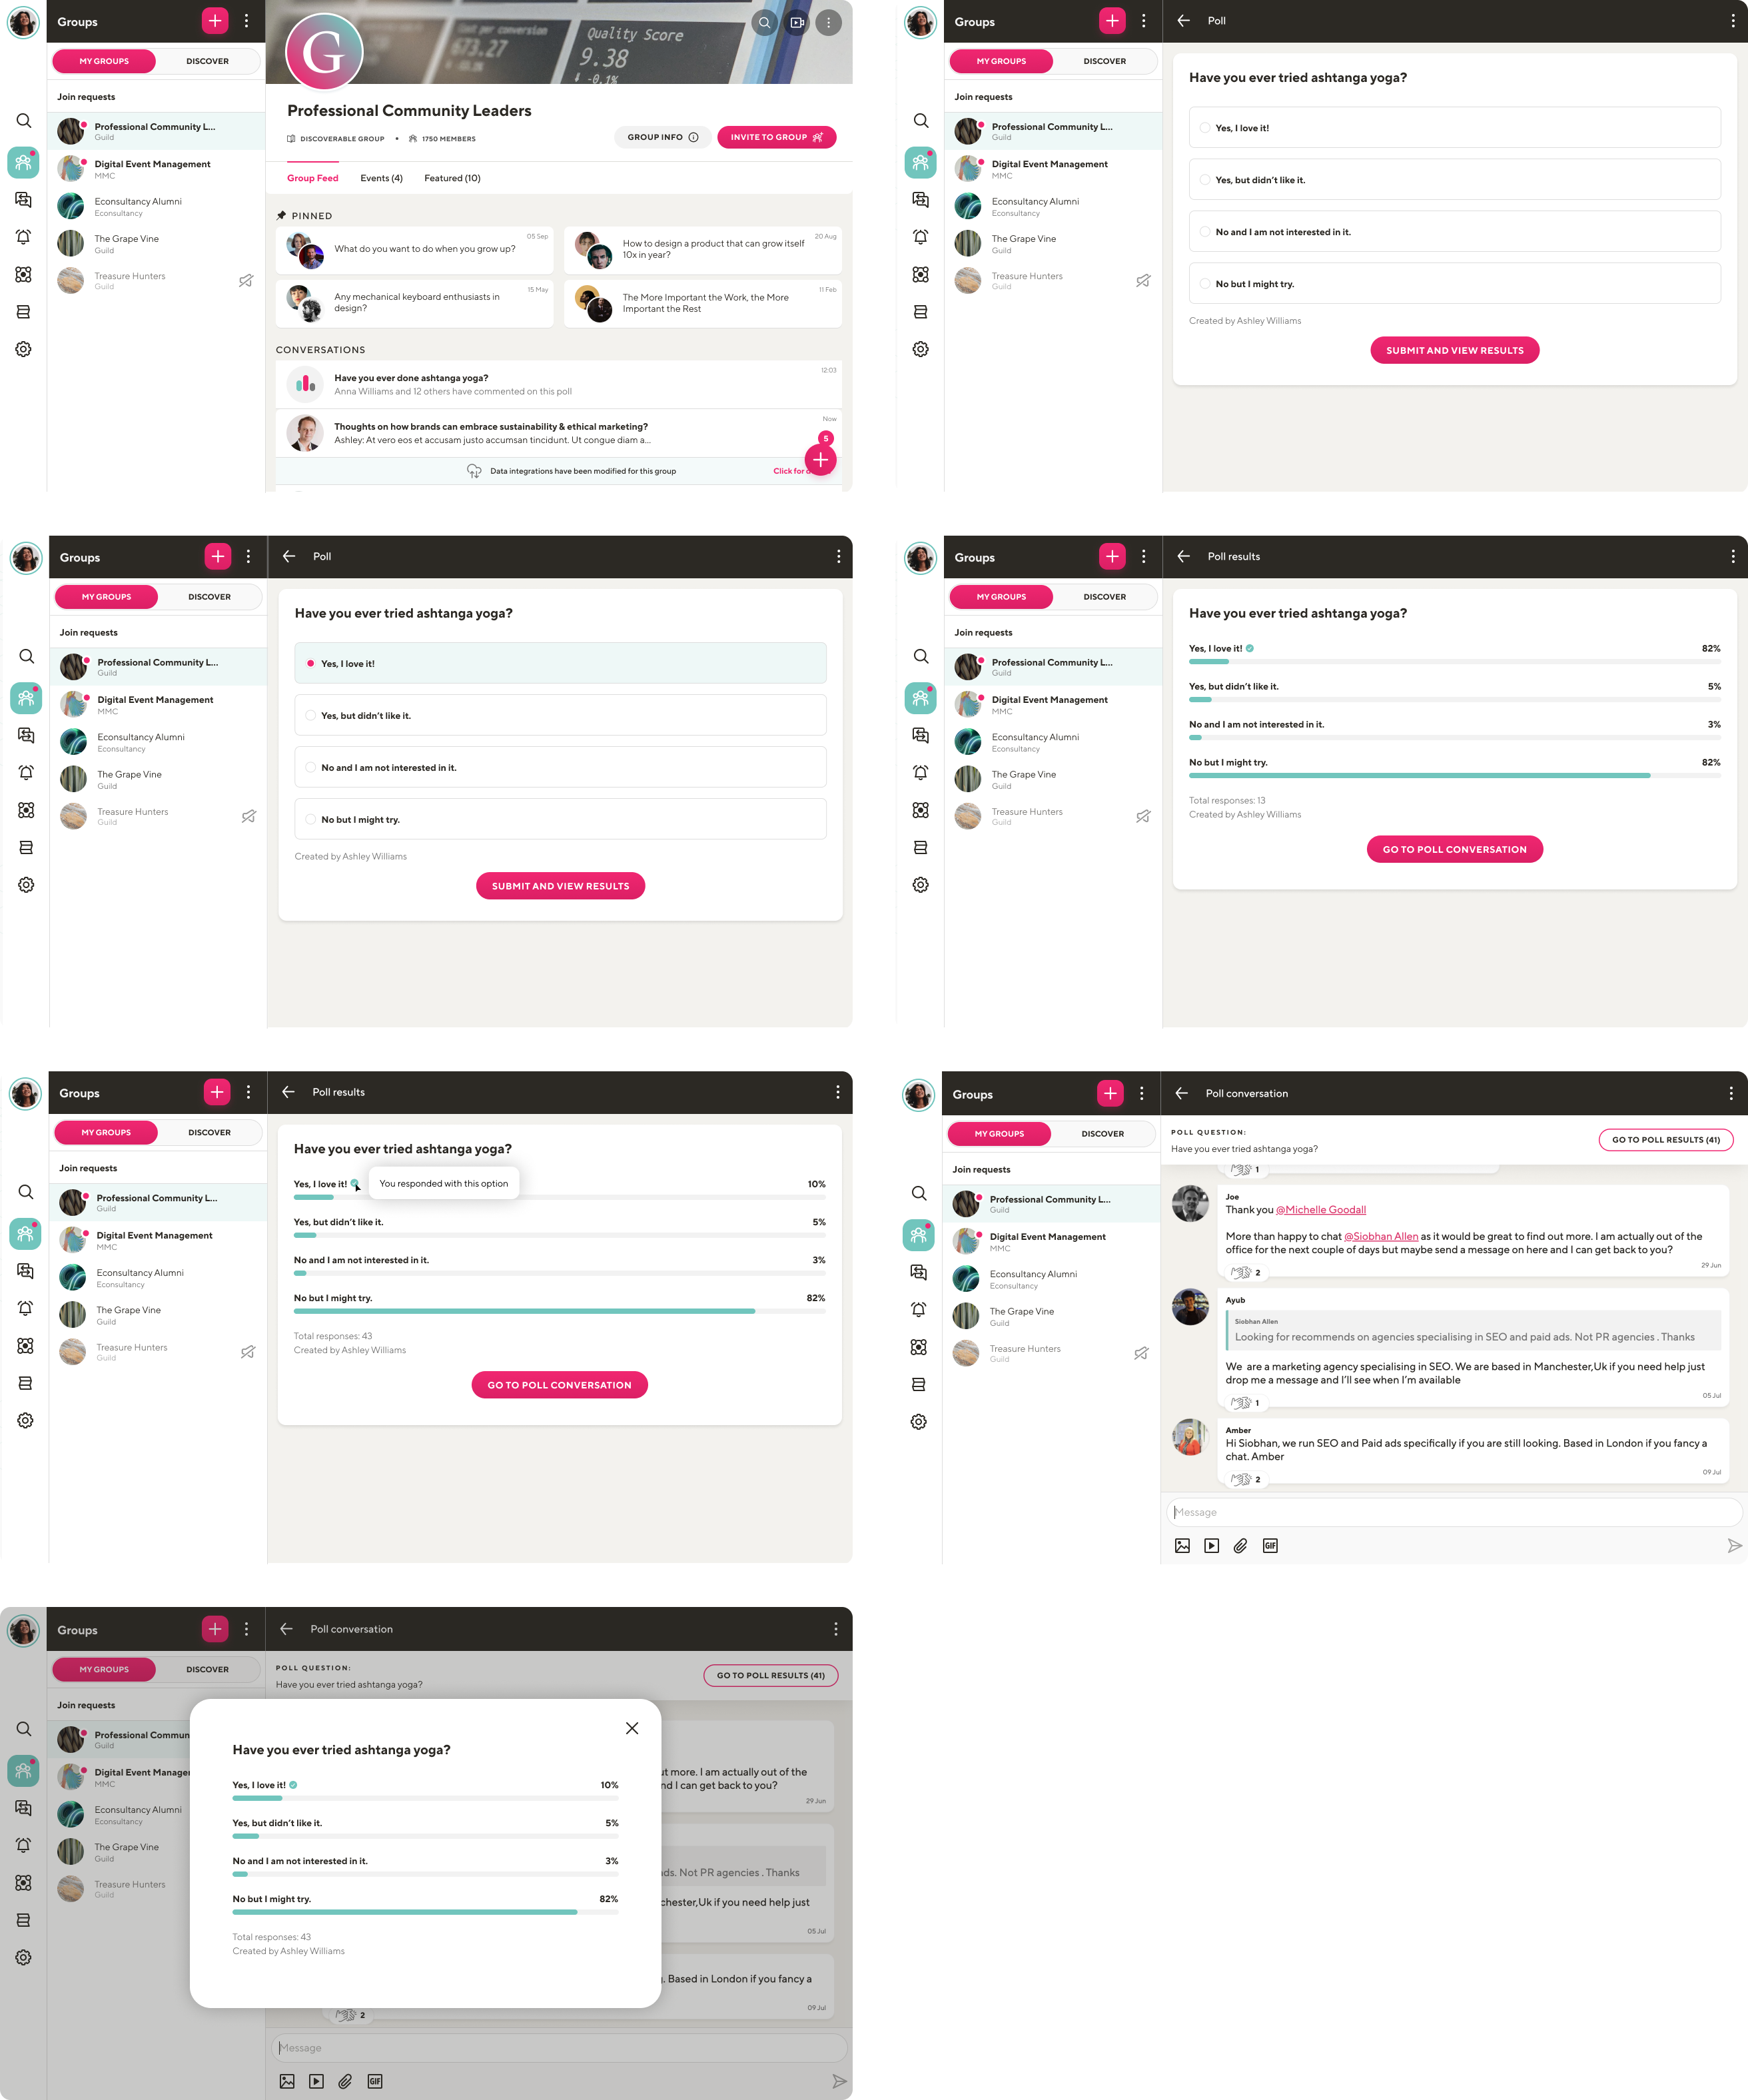 Groups
MY GROUPS
DISCOVER
Join requests
Professional Community L...
Guild
Digital Event Management
MMC
Econsultancy Alumni
Econsultancy
The Grape Vine
Guild
Treasure Hunters
Guild
Cost per conversion
673.27
Quality Score
9.38
-0.1%
G
Professional Community Leaders
DISCOVERABLE GROUP • 1750 MEMBERS
GROUP INFO
INVITE TO GROUP
Group Feed
Events (4)
Featured (10)
PINNED
What do you want to do when you grow up?
05 Sep
How to design a product that can grow itself
10x in year?
20 Aug
Any mechanical keyboard enthusiasts in
design?
15 May
The More Important the Work, the More
Important the Rest
11 Feb
CONVERSATIONS
Have you ever done ashtanga yoga?
Anna Williams and 12 others have commented on this poll
12:03
Thoughts on how brands can embrace sustainability & ethical marketing?
Ashley: At vero eos et accusam justo accumsan tincidunt. Ut congue diam a...
Now
5
Data integrations have been modified for this group
Click for d
Groups
MY GROUPS
DISCOVER
Join requests
Professional Community L...
Guild
Digital Event Management
MMC
Econsultancy Alumni
Econsultancy
The Grape Vine
Guild
Treasure Hunters
Guild
Poll
Have you ever tried ashtanga yoga?
Yes, I love it!
Yes, but didn't like it.
No and I am not interested in it.
No but I might try.
Created by Ashley Williams
SUBMIT AND VIEW RESULTS
Groups
MY GROUPS
DISCOVER
Join requests
Professional Community L...
Guild
Digital Event Management
MMC
Econsultancy Alumni
Econsultancy
The Grape Vine
Guild
Treasure Hunters
Guild
Poll
Have you ever tried ashtanga yoga?
Yes, I love it!
Yes, but didn't like it.
No and I am not interested in it.
No but I might try.
Created by Ashley Williams
SUBMIT AND VIEW RESULTS
Groups
MY GROUPS
DISCOVER
Join requests
Professional Community L...
Guild
Digital Event Management
MMC
Econsultancy Alumni
Econsultancy
The Grape Vine
Guild
Treasure Hunters
Guild
Poll results
Have you ever tried ashtanga yoga?
Yes, I love it! 82%
Yes, but didn't like it. 5%
No and I am not interested in it. 3%
No but I might try. 82%
Total responses: 13
Created by Ashley Williams
GO TO POLL CONVERSATION
Groups
MY GROUPS
DISCOVER
Join requests
Professional Community L...
Guild
Digital Event Management
MMC
Econsultancy Alumni
Econsultancy
The Grape Vine
Guild
Treasure Hunters
Guild
Poll results
Have you ever tried ashtanga yoga?
Yes, I love it! 10%
You responded with this option
Yes, but didn't like it. 5%
No and I am not interested in it. 3%
No but I might try. 82%
Total responses: 43
Created by Ashley Williams
GO TO POLL CONVERSATION
Groups
MY GROUPS
DISCOVER
Join requests
Professional Community L...
Guild
Digital Event Management
MMC
Econsultancy Alumni
Econsultancy
The Grape Vine
Guild
Treasure Hunters
Guild
Poll conversation
POLL QUESTION:
Have you ever tried ashtanga yoga?
GO TO POLL RESULTS (41)
1
Joe
Thank you @Michelle Goodall
More than happy to chat @Siobhan Allen as it would be great to find out more. I am actually out of the
office for the next couple of days but maybe send a message on here and I can get back to you?
29 Jun
2
Ayub
Siobhan Allen
Looking for recommends on agencies specialising in SEO and paid ads. Not PR agencies . Thanks
We are a marketing agency specialising in SEO. We are based in Manchester,Uk if you need help just
drop me a message and I'll see when I'm available
05 Jul
1
Amber
Hi Siobhan, we run SEO and Paid ads specifically if you are still looking. Based in London if you fancy a
chat. Amber
09 Jul
2
Message
GIF
Groups
MY GROUPS
DISCOVER
Join requests
Professional Commun
Guild
Digital Event Manage
MMC
Econsultancy Alumni
Econsultancy
The Grape Vine
Guild
Treasure Hunters
Guild
Poll conversation
POLL QUESTION:
Have you ever tried ashtanga yoga?
GO TO POLL RESULTS (41)
Have you ever tried ashtanga yoga?
Yes, I love it! 10%
Yes, but didn't like it. 5%
No and I am not interested in it. 3%
No but I might try. 82%
Total responses: 43
Created by Ashley Williams
ut more. I am actually out of the
nd I can get back to you?
29 Jun
ads. Not PR agencies . Thanks
chester,Uk if you need help just
05 Jul
. Based in London if you fancy a
09 Jul
2
Message
GIF